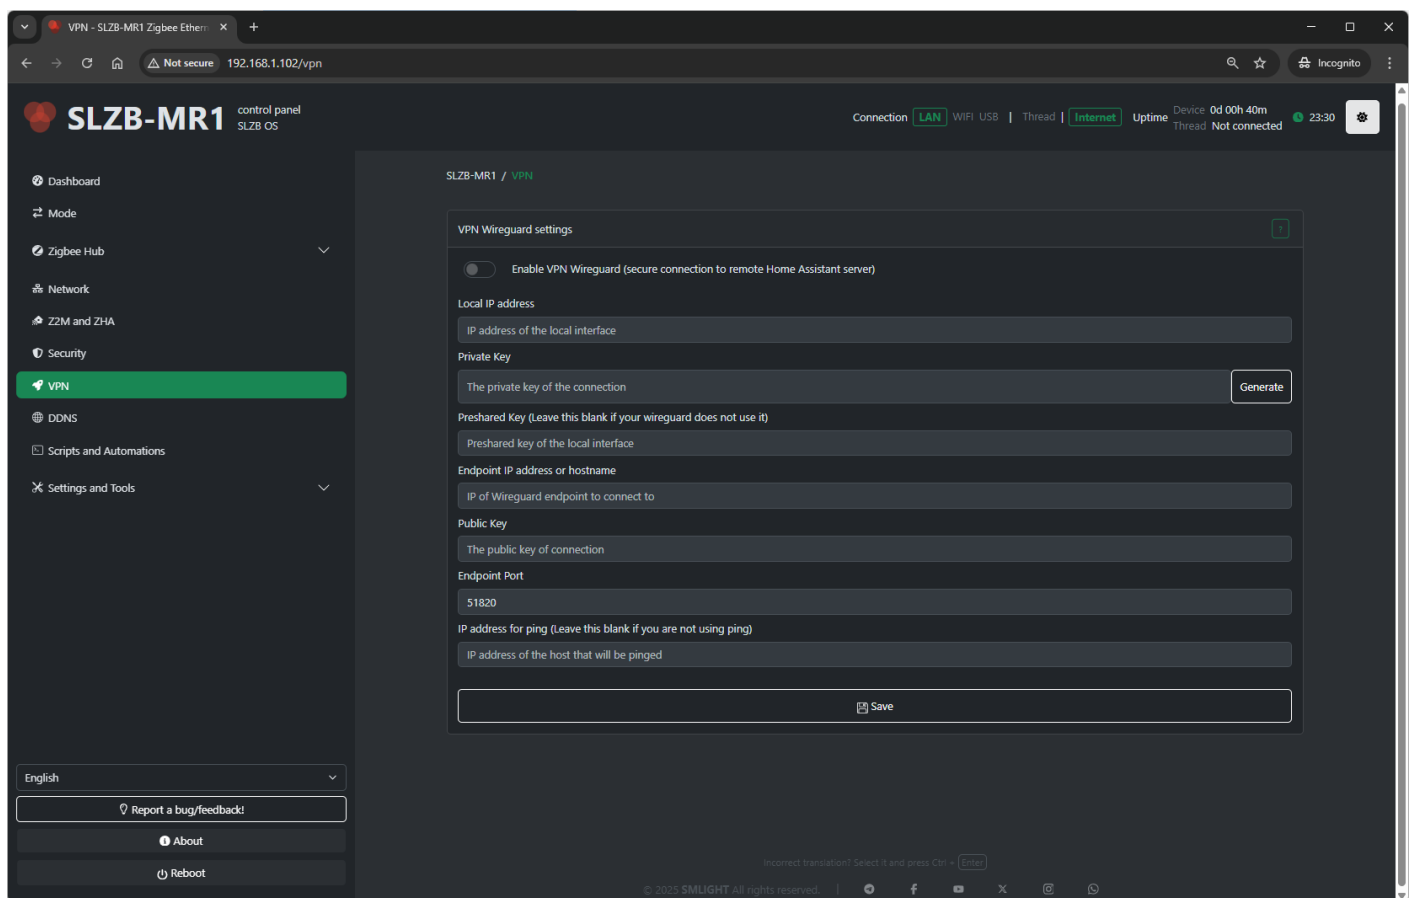 VPN - SLZB-MR1 Zigbee Ethern
Not secure 192.168.1.102/vpn Incognito
SLZB-MR1 control panel SLZB OS
Connection LAN WIFI USB | Thread | Internet Uptime Device 0d 00h 40m Thread Not connected 23:30
Dashboard
Mode
Zigbee Hub
Network
Z2M and ZHA
Security
VPN
DDNS
Scripts and Automations
Settings and Tools
SLZB-MR1 / VPN
VPN Wireguard settings ?
Enable VPN Wireguard (secure connection to remote Home Assistant server)
Local IP address
IP address of the local interface
Private Key
The private key of the connection Generate
Preshared Key (Leave this blank if your wireguard does not use it)
Preshared key of the local interface
Endpoint IP address or hostname
IP of Wireguard endpoint to connect to
Public Key
The public key of connection
Endpoint Port
51820
IP address for ping (Leave this blank if you are not using ping)
IP address of the host that will be pinged
Save
English
Report a bug/feedback!
About
Reboot
Incorrect translation? Select it and press Ctrl + Enter
© 2025 SMLIGHT All rights reserved. |